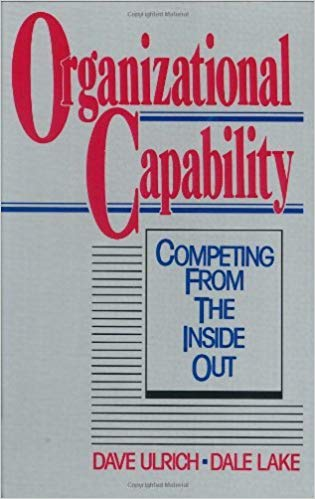 Organizational
Capability
COMPETING
FROM
THE
INSIDE
OUT
DAVE ULRICH • DALE LAKE